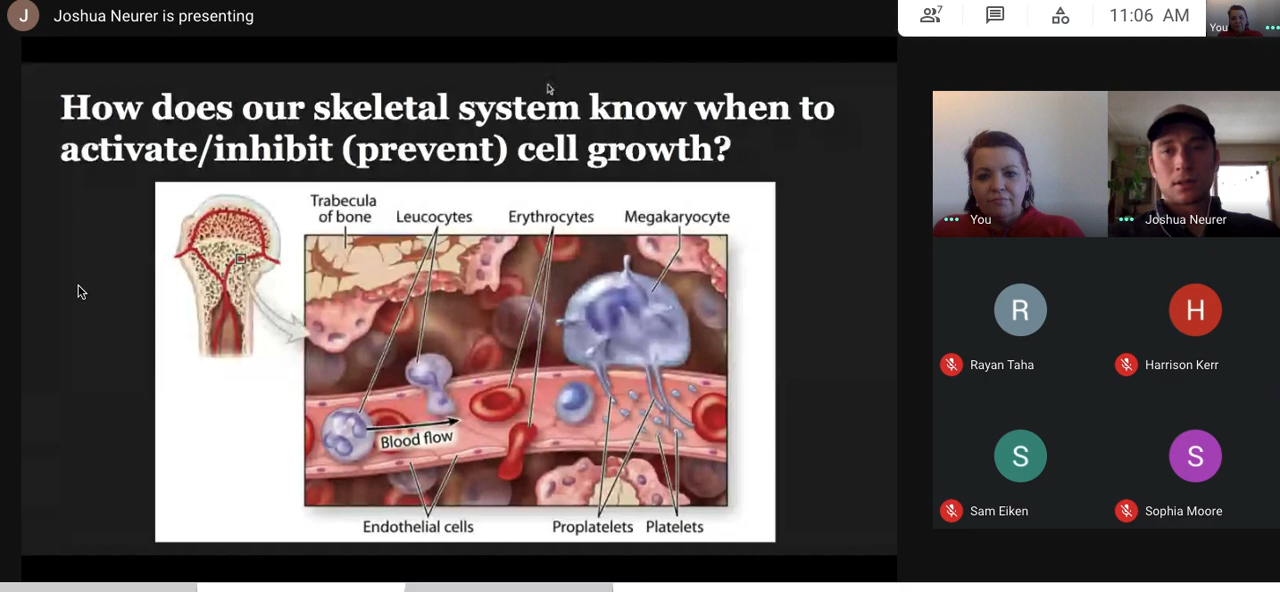 J Joshua Neurer is presenting
7
11:06 AM
You
How does our skeletal system know when to
activate/inhibit (prevent) cell growth?
Trabecula
of bone
Leucocytes
Erythrocytes
Megakaryocyte
Blood flow
Endothelial cells
Proplatelets
Platelets
You
Joshua Neurer
R
H
Rayan Taha
Harrison Kerr
S
S
Sam Eiken
Sophia Moore